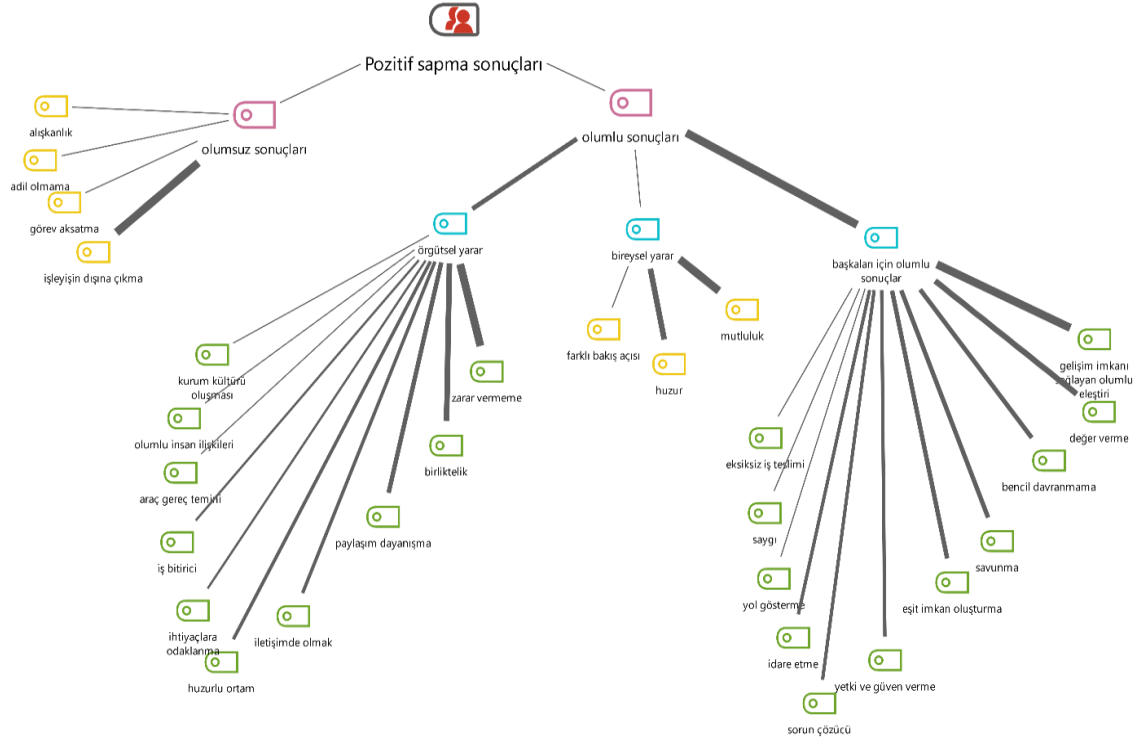 Pozitif sapma sonuçları
olumsuz sonuçları
alışkanlık
adil olmama
görev aksatma
işleyişin dışına çıkma
olumlu sonuçları
örgütsel yarar
kurum kültürü
oluşması
olumlu insan ilişkileri
araç gereç temini
iş bitirici
ihtiyaçlara
odaklanma
huzurlu ortam
iletişimde olmak
paylaşım dayanışma
birliktelik
zarar vermeme
bireysel yarar
farklı bakış açısı
huzur
mutluluk
başkaları için olumlu
sonuçlar
eksiksiz iş teslimi
saygı
yol gösterme
idare etme
sorun çözücü
yetki ve güven verme
eşit imkan oluşturma
savunma
bencil davranmama
değer verme
gelişim imkanı
sağlayan olumlu
eleştiri